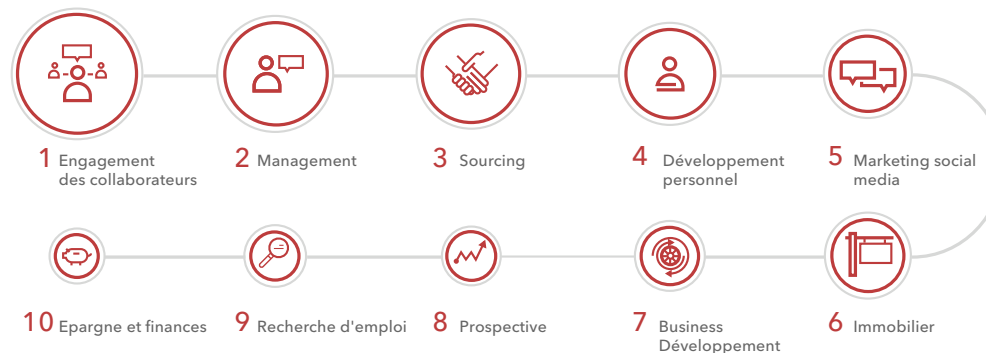 1 Engagement
des collaborateurs
2 Management
3 Sourcing
4 Développement
personnel
5 Marketing social
media
10 Epargne et finances
9 Recherche d'emploi
8 Prospective
7 Business
Développement
6 Immobilier